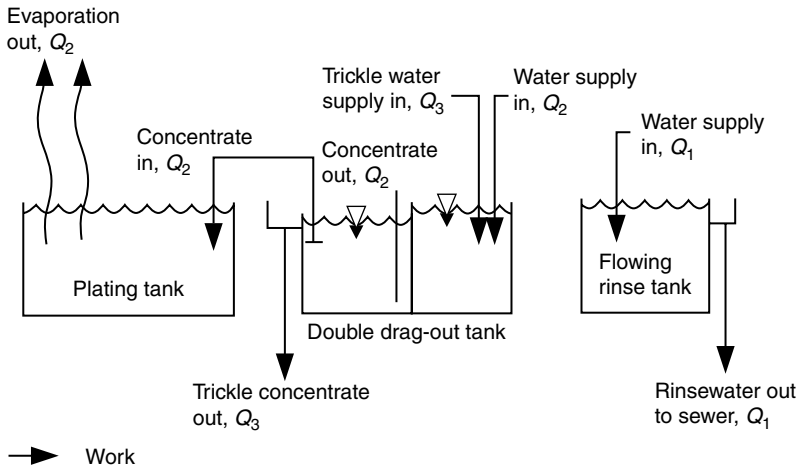 Evaporation
out, Q2
Trickle water
supply in, Q3
Water supply
in, Q2
Concentrate
in, Q2
Concentrate
out, Q2
Water supply
in, Q1
Plating tank
Flowing
rinse tank
Double drag-out tank
Trickle concentrate
out, Q3
Rinsewater out
to sewer, Q1
Work